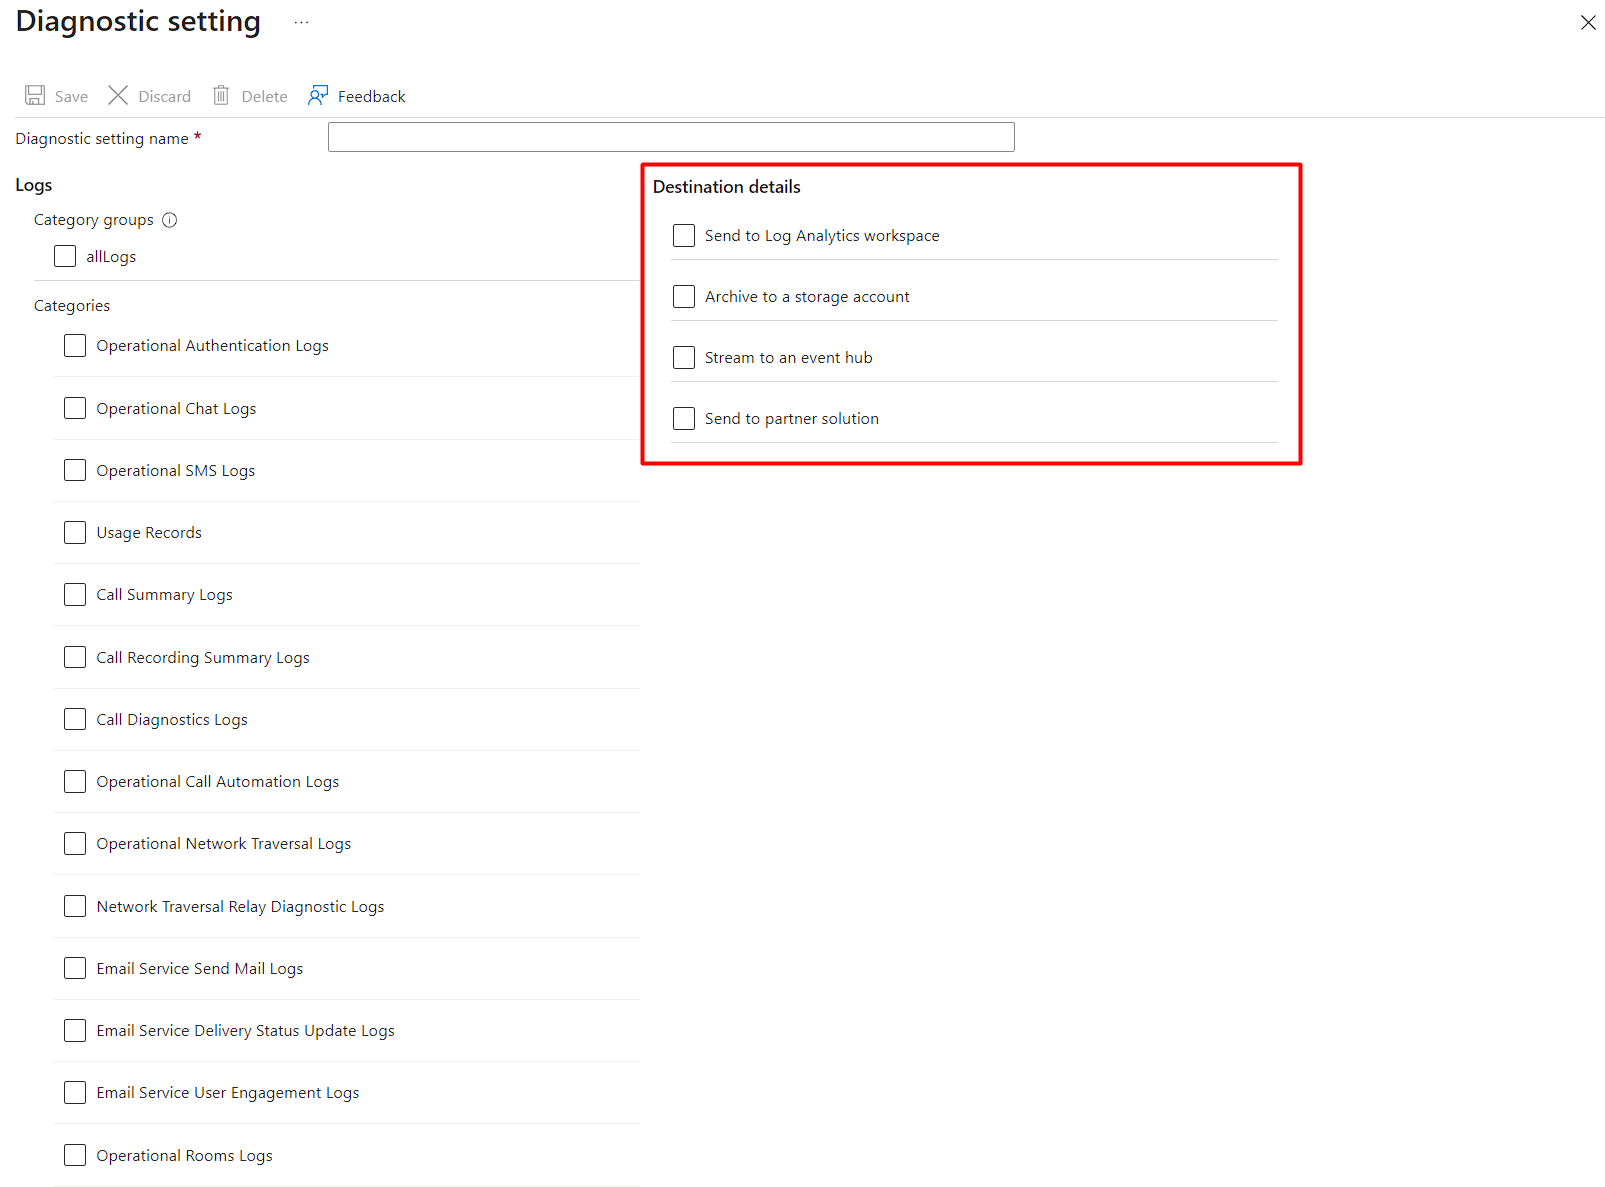 Diagnostic setting ...
Save Discard Delete Feedback
Diagnostic setting name *
Logs
Category groups
allLogs
Categories
Operational Authentication Logs
Operational Chat Logs
Operational SMS Logs
Usage Records
Call Summary Logs
Call Recording Summary Logs
Call Diagnostics Logs
Operational Call Automation Logs
Operational Network Traversal Logs
Network Traversal Relay Diagnostic Logs
Email Service Send Mail Logs
Email Service Delivery Status Update Logs
Email Service User Engagement Logs
Operational Rooms Logs
Destination details
Send to Log Analytics workspace
Archive to a storage account
Stream to an event hub
Send to partner solution